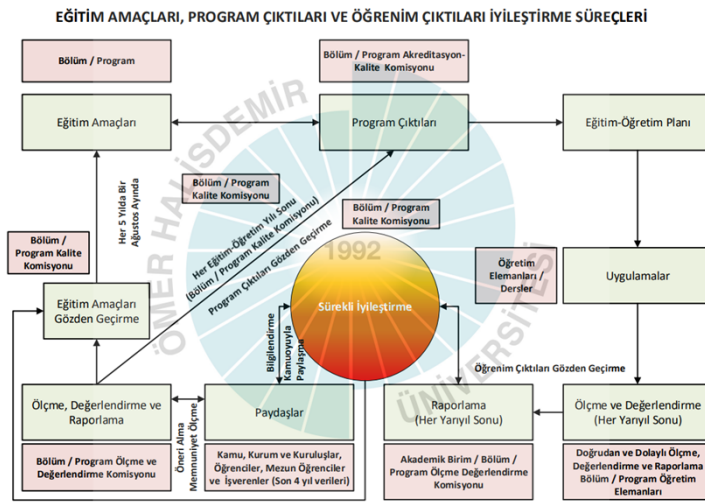 EĞİTİM AMAÇLARI, PROGRAM ÇIKTILARI VE ÖĞRENİM ÇIKTILARI İYİLEŞTİRME SÜREÇLERİ
Bölüm / Program
Bölüm / Program Akreditasyon-
Kalite Komisyonu
Eğitim Amaçları
Program Çıktıları
Eğitim-Öğretim Planı
Bölüm / Program
Kalite Komisyonu
Bölüm / Program
Kalite Komisyonu
Her 5 Yılda Bir
Ağustos Ayında
Her Eğitim-Öğretim Yılı Sonu
(Bölüm / Program Kalite Komisyonu)
Program Çıktıları Gözden Geçirme
Bölüm /
Program Kalite
Komisyonu
1992
Öğretim
Elemanları /
Dersler
Uygulamalar
Eğitim Amaçları
Gözden Geçirme
Sürekli İyileştirme
Bilgilendirme
Kamuoyuyla
Paylaşma
Öğrenim Çıktıları Gözden Geçirme
Ölçme, Değerlendirme ve
Raporlama
Öneri Alma
Memnuniyet Ölçme
Paydaşlar
Raporlama
(Her Yarıyıl Sonu)
Ölçme ve Değerlendirme
(Her Yarıyıl Sonu)
Bölüm / Program Ölçme ve
Değerlendirme Komisyonu
Kamu, Kurum ve Kuruluşlar,
Öğrenciler, Mezun Öğrenciler
ve İşverenler (Son 4 yıl verileri)
Akademik Birim / Bölüm /
Program Ölçme Değerlendirme
Komisyonu
Doğrudan ve Dolaylı Ölçme,
Değerlendirme ve Raporlama
Bölüm / Program Öğretim
Elemanları
ÖMER HALİSDEMİR
ÜNİVERSİTESİ